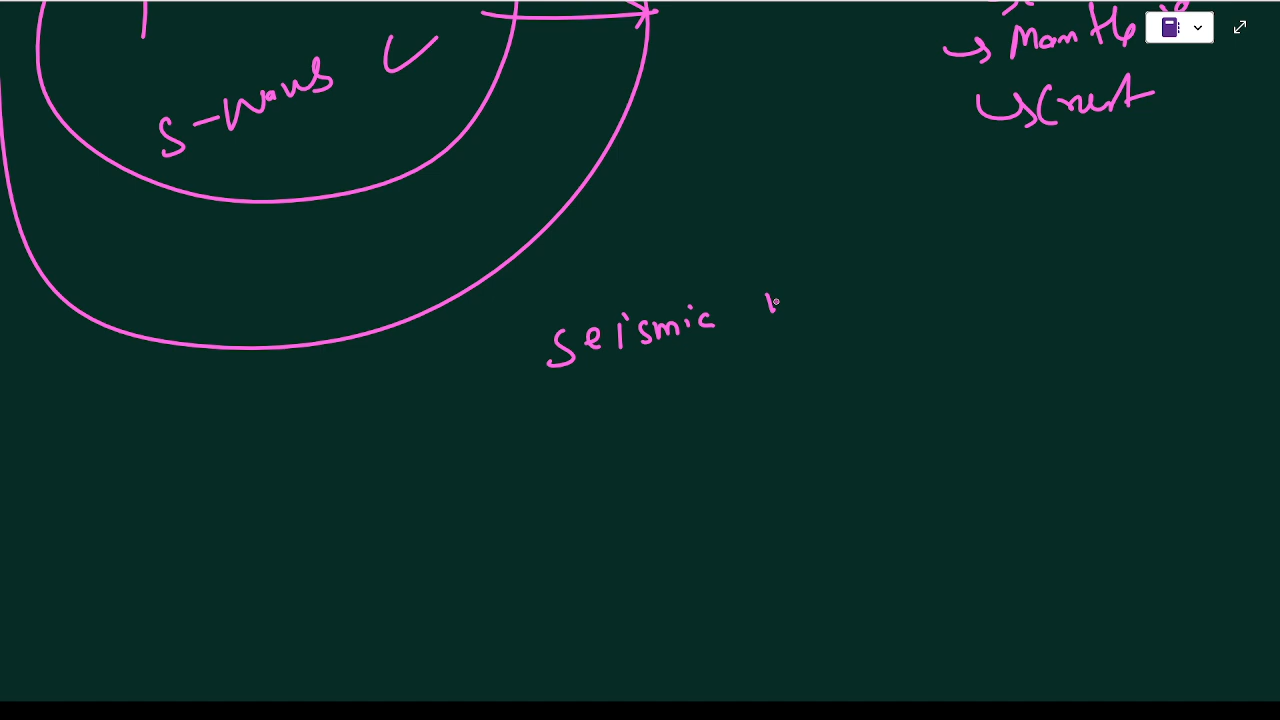 → Mantle
↳ Crust
S-waves ✓
Seismic